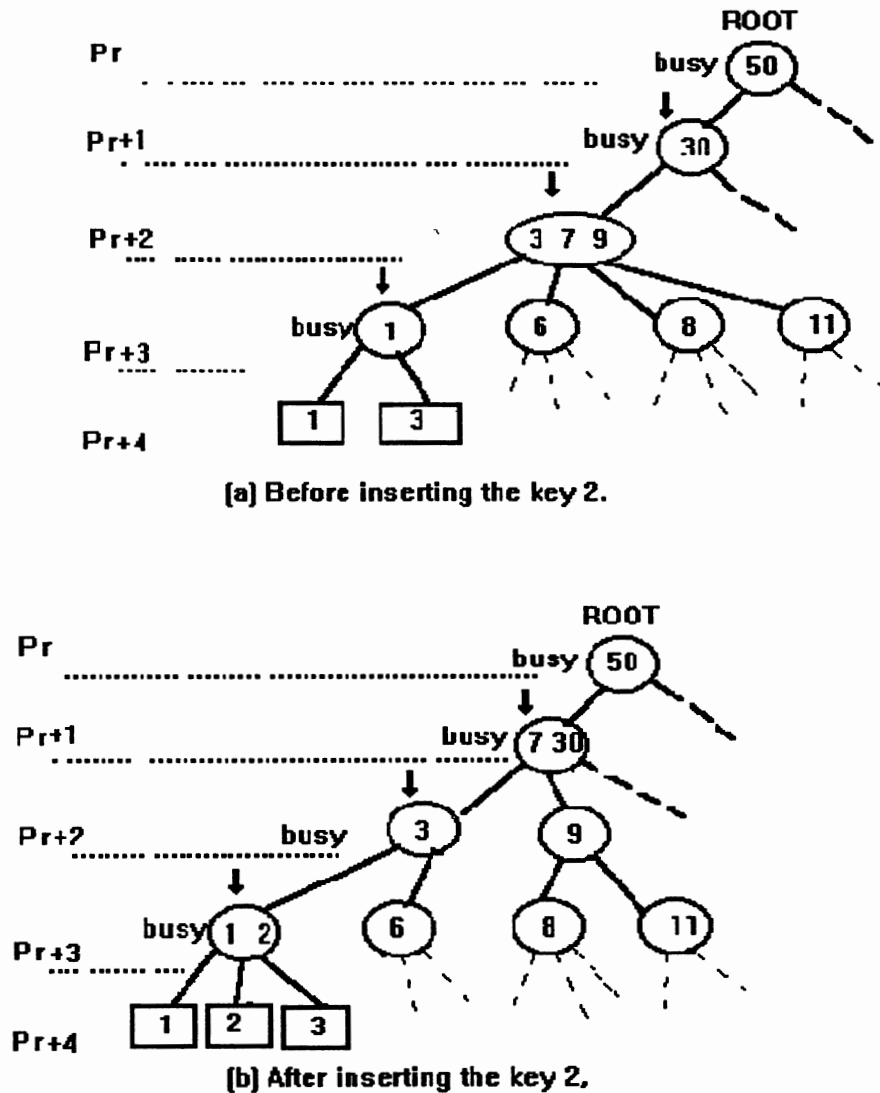 ROOT
Pr busy 50
Pr+1 busy 30
Pr+2 3 7 9
busy 1 6 8 11
Pr+3
1 3
Pr+4
(a) Before inserting the key 2.
ROOT
Pr busy 50
Pr+1 busy 7 30
Pr+2 busy 3 9
busy 1 2 6 8 11
Pr+3
1 2 3
Pr+4
(b) After inserting the key 2,